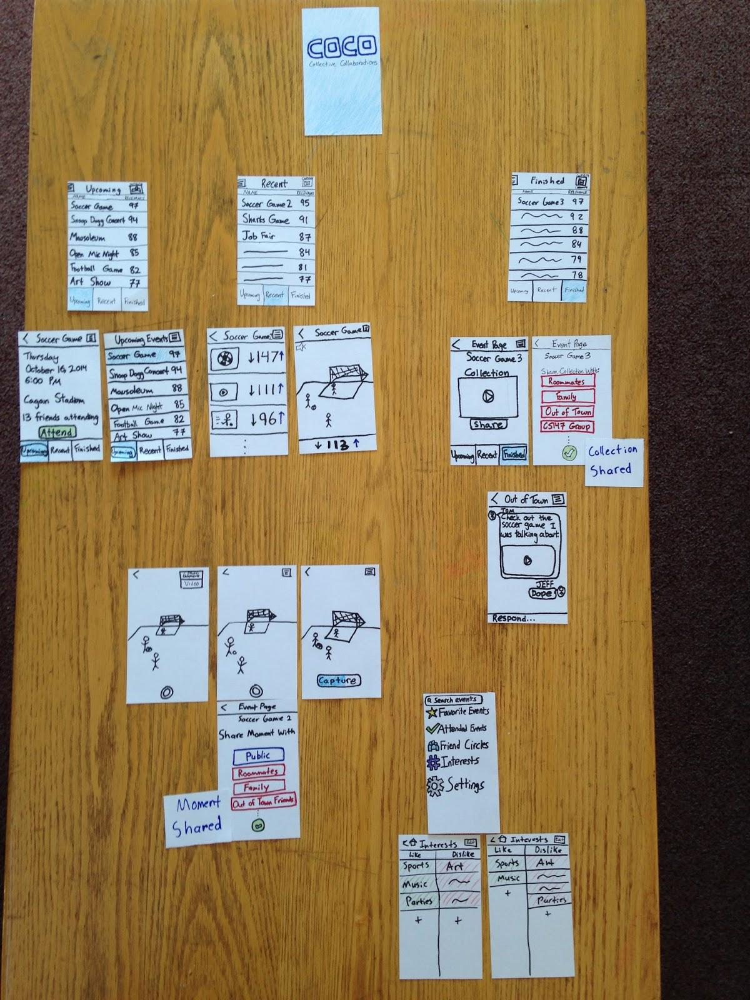 COCO
Collective Collaborations
Upcoming
NAME RELEVANCE
Soccer Game 97
Snoop Dogg Concert 94
Mausoleum 88
Open Mic Night 85
Football Game 82
Art Show 77
Upcoming Recent Finished
Recent
NAME RELEVANCE
Soccer Game 2 95
Sharks Game 91
Job Fair 87
84
81
77
Upcoming Recent Finished
Finished
NAME RELEVANCE
Soccer Game 3 97
92
88
84
79
78
Upcoming Recent Finished
< Soccer Game
Thursday
October 16, 2014
6:00 PM
Cagan Stadium
13 friends attending
Attend
Upcoming Recent Finished
Upcoming Events
Soccer Game 97
Snoop Dogg Concert 94
Mausoleum 88
Open Mic Night 85
Football Game 82
Art Show 77
Upcoming Recent Finished
< Soccer Game 2
↓147↑
↓111↑
↓96↑
< Soccer Game
↓ 113 ↑
< Event Page
Soccer Game 3
Collection
Share
Upcoming Recent Finished
< Event Page
Soccer Game 3
Share Collection With:
Roommates
Family
Out of Town
CS147 Group
Collection
Shared
< Out of Town
TOM
Check out the
soccer game I
was talking about
JEFF
Dope
Respond...
<
Video
<
<
Capture
< Event Page
Soccer Game 2
Share Moment With
Public
Roommates
Family
Out of Town Friends
Moment
Shared
Search events
Favorite Events
Attended Events
Friend Circles
# Interests
Settings
< Interests Edit
Like Dislike
Sports Art
Music
Parties
+ +
< Interests Edit
Like Dislike
Sports Art
Music
+ Parties
+